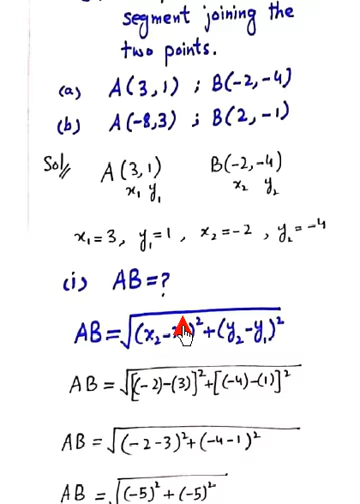 segment joining the
two points.
(a) A(3,1) ; B(-2,-4)
(b) A(-8,3) ; B(2,-1)
Sol// A(3,1) B(-2,-4)
x₁ y₁ x₂ y₂
x₁=3, y₁=1, x₂=-2, y₂=-4
(i) AB=?
AB=√(x₂-x₁)²+(y₂-y₁)²
AB=√[(-2)-(3)]²+[(-4)-(1)]²
AB=√(-2-3)²+(-4-1)²
AB=√(-5)²+(-5)²